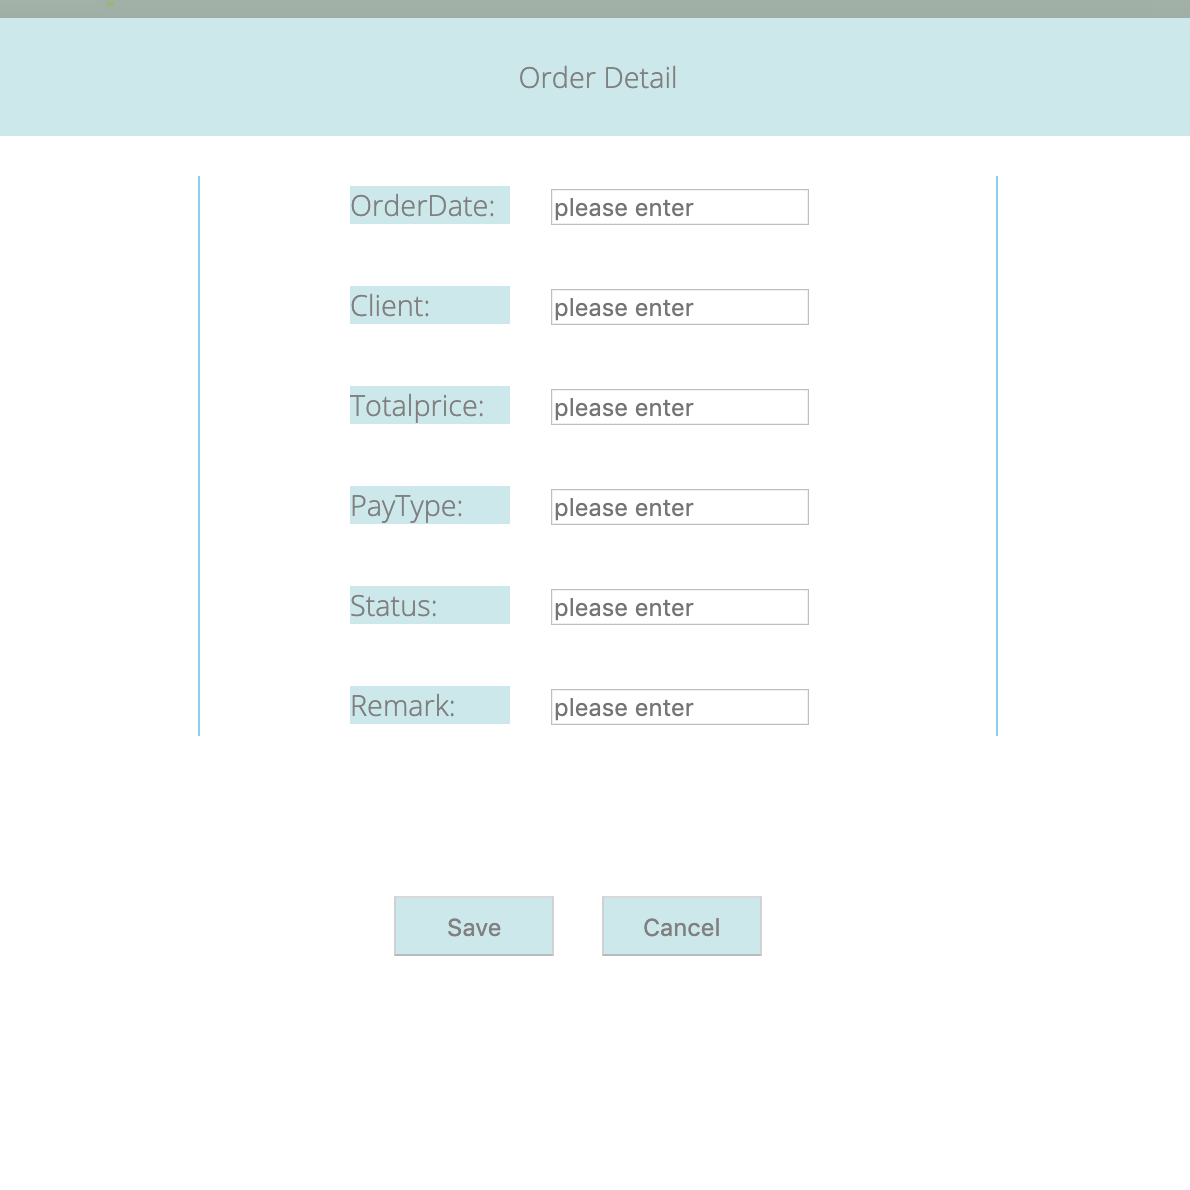 Order Detail
OrderDate: please enter
Client: please enter
Totalprice: please enter
PayType: please enter
Status: please enter
Remark: please enter
Save Cancel